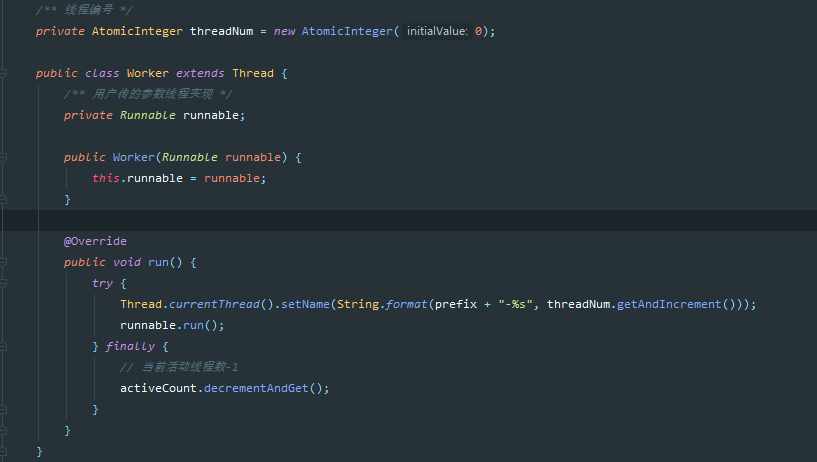 /** 线程编号 */
private AtomicInteger threadNum = new AtomicInteger( initialValue: 0);
public class Worker extends Thread {
/** 用户传的参数线程实现 */
private Runnable runnable;
public Worker(Runnable runnable) {
this.runnable = runnable;
}
@Override
public void run() {
try {
Thread.currentThread().setName(String.format(prefix + "-%s", threadNum.getAndIncrement()));
runnable.run();
} finally {
// 当前活动线程数-1
activeCount.decrementAndGet();
}
}
}